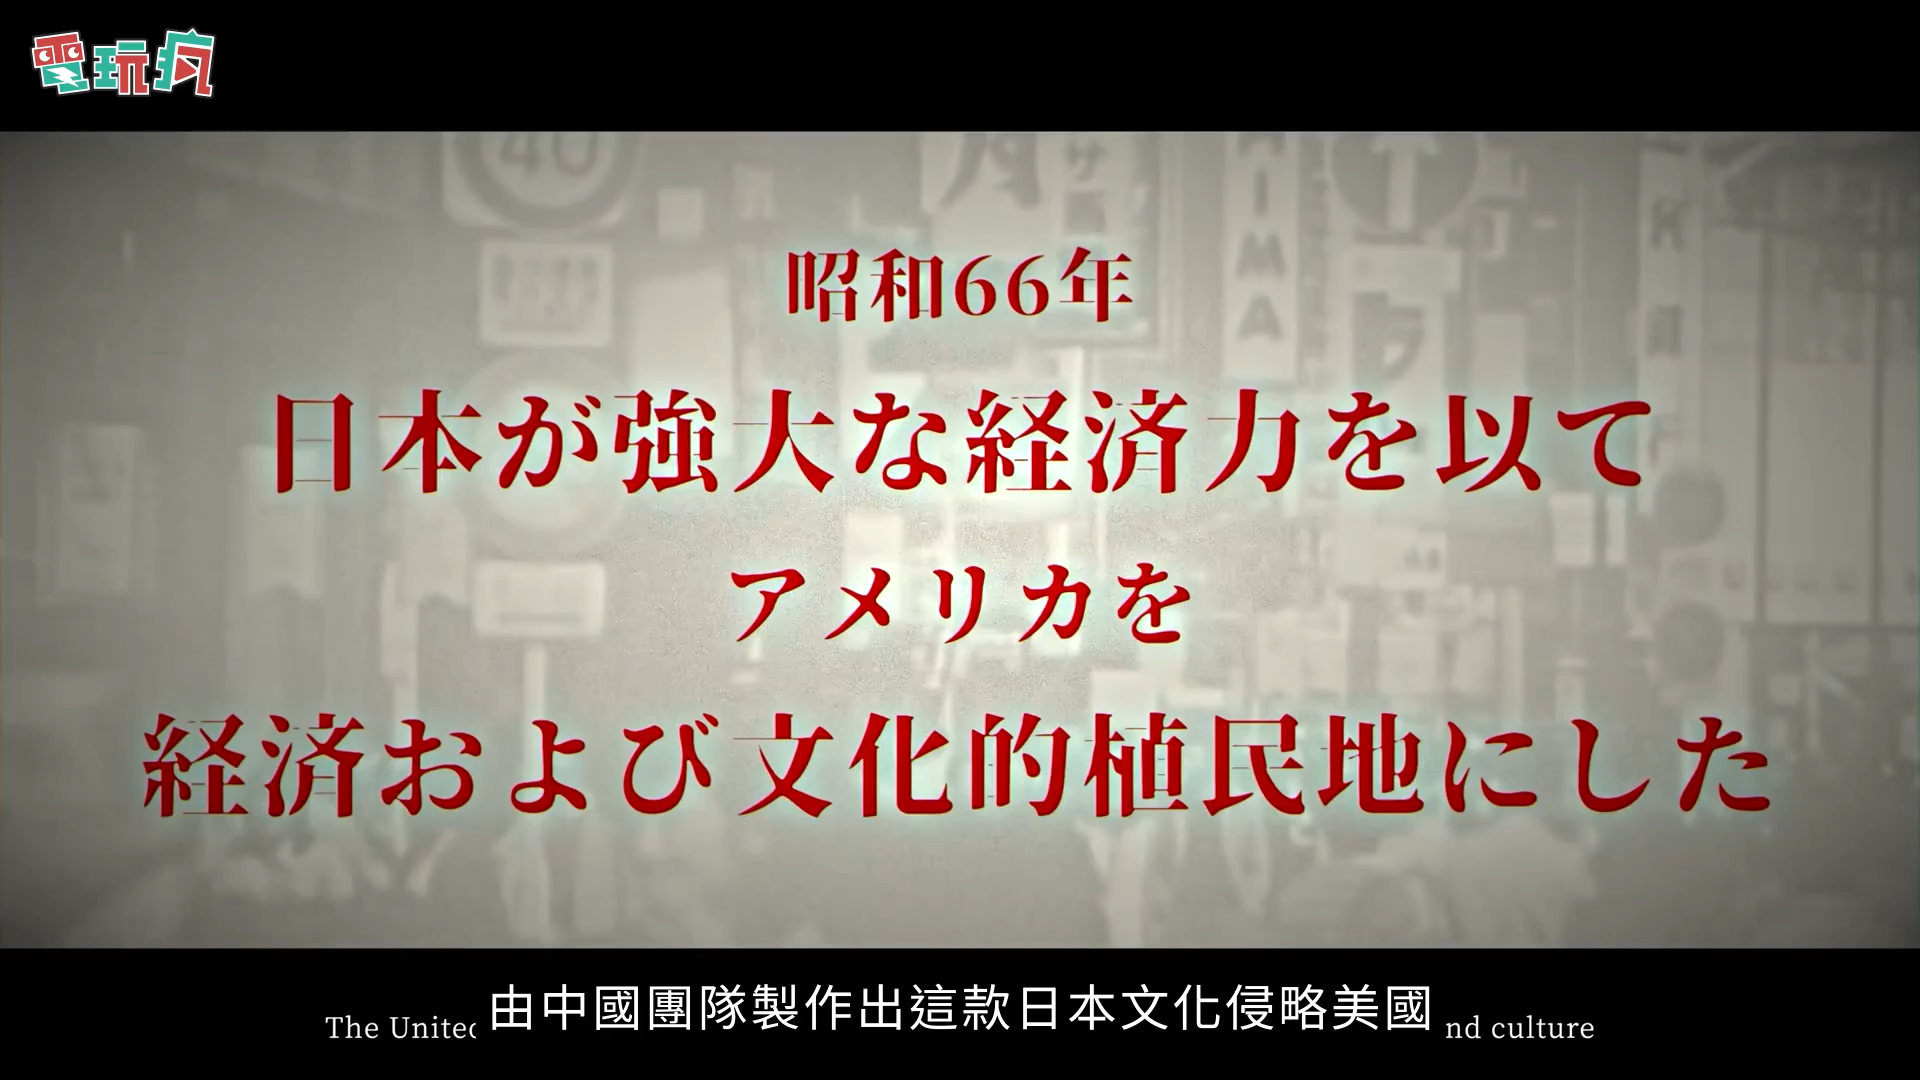 電玩瘋
40
昭和66年
日本が強大な経済力を以て
アメリカを
経済および文化的植民地にした
由中國團隊製作出這款日本文化侵略美國
The United nd culture